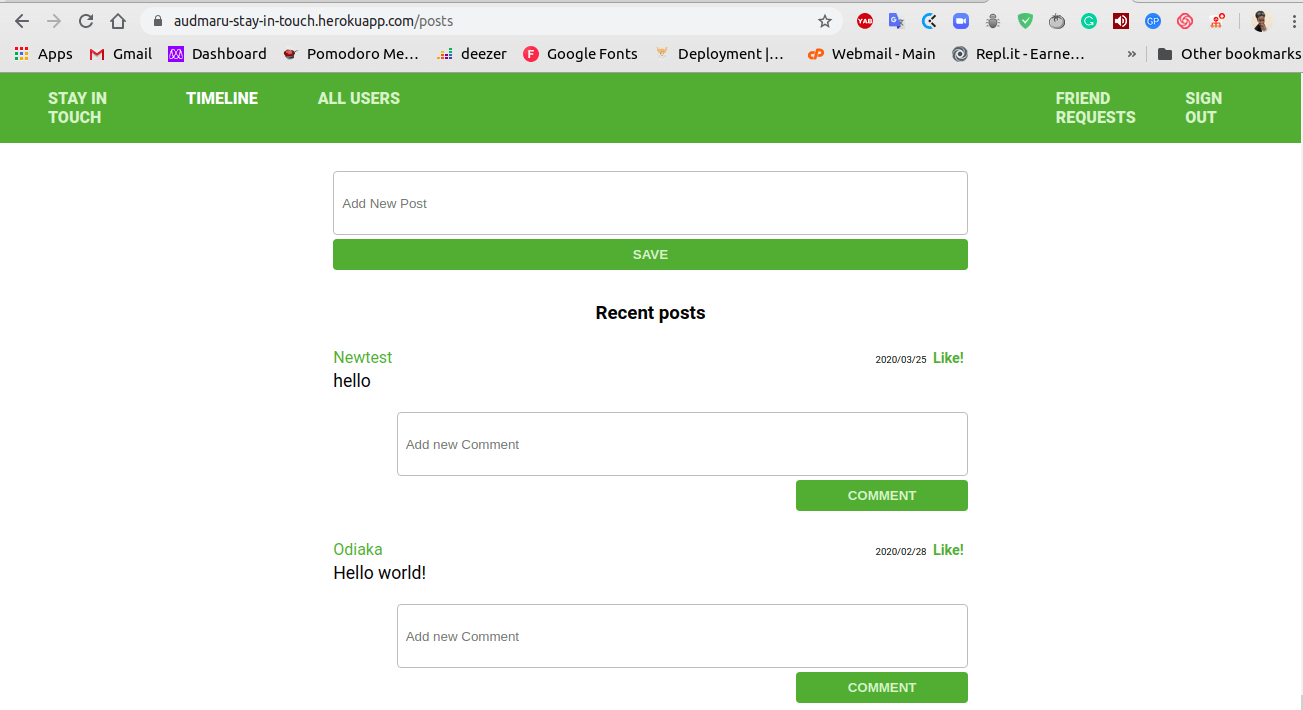 audmaru-stay-in-touch.herokuapp.com/posts
YAB
GP
Apps Gmail Dashboard Pomodoro Me... deezer F Google Fonts Deployment |... Webmail - Main Repl.it - Earne... » Other bookmarks
STAY IN TOUCH
TIMELINE
ALL USERS
FRIEND REQUESTS
SIGN OUT
Add New Post
SAVE
Recent posts
Newtest 2020/03/25 Like!
hello
Add new Comment
COMMENT
Odiaka 2020/02/28 Like!
Hello world!
Add new Comment
COMMENT